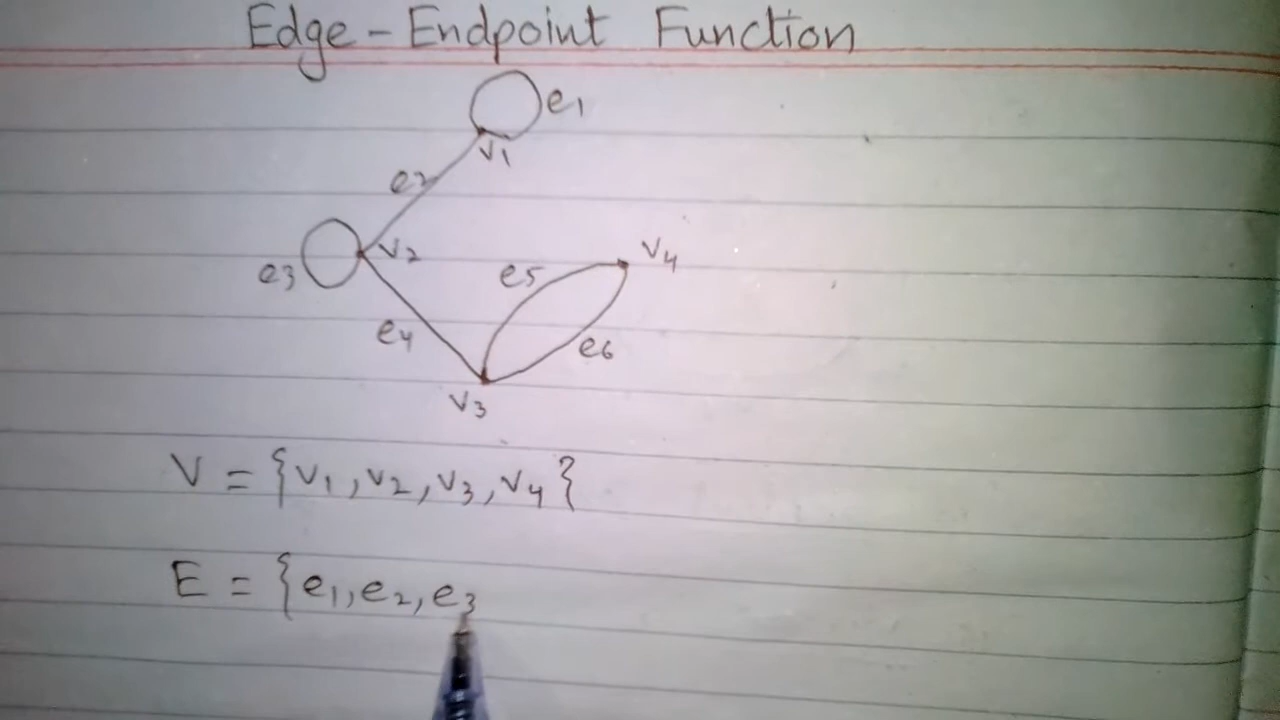 Edge-Endpoint Function
e1
v1
e2
v2
e3
v4
e5
e4
e6
v3
V = {v1, v2, v3, v4}
E = {e1, e2, e3